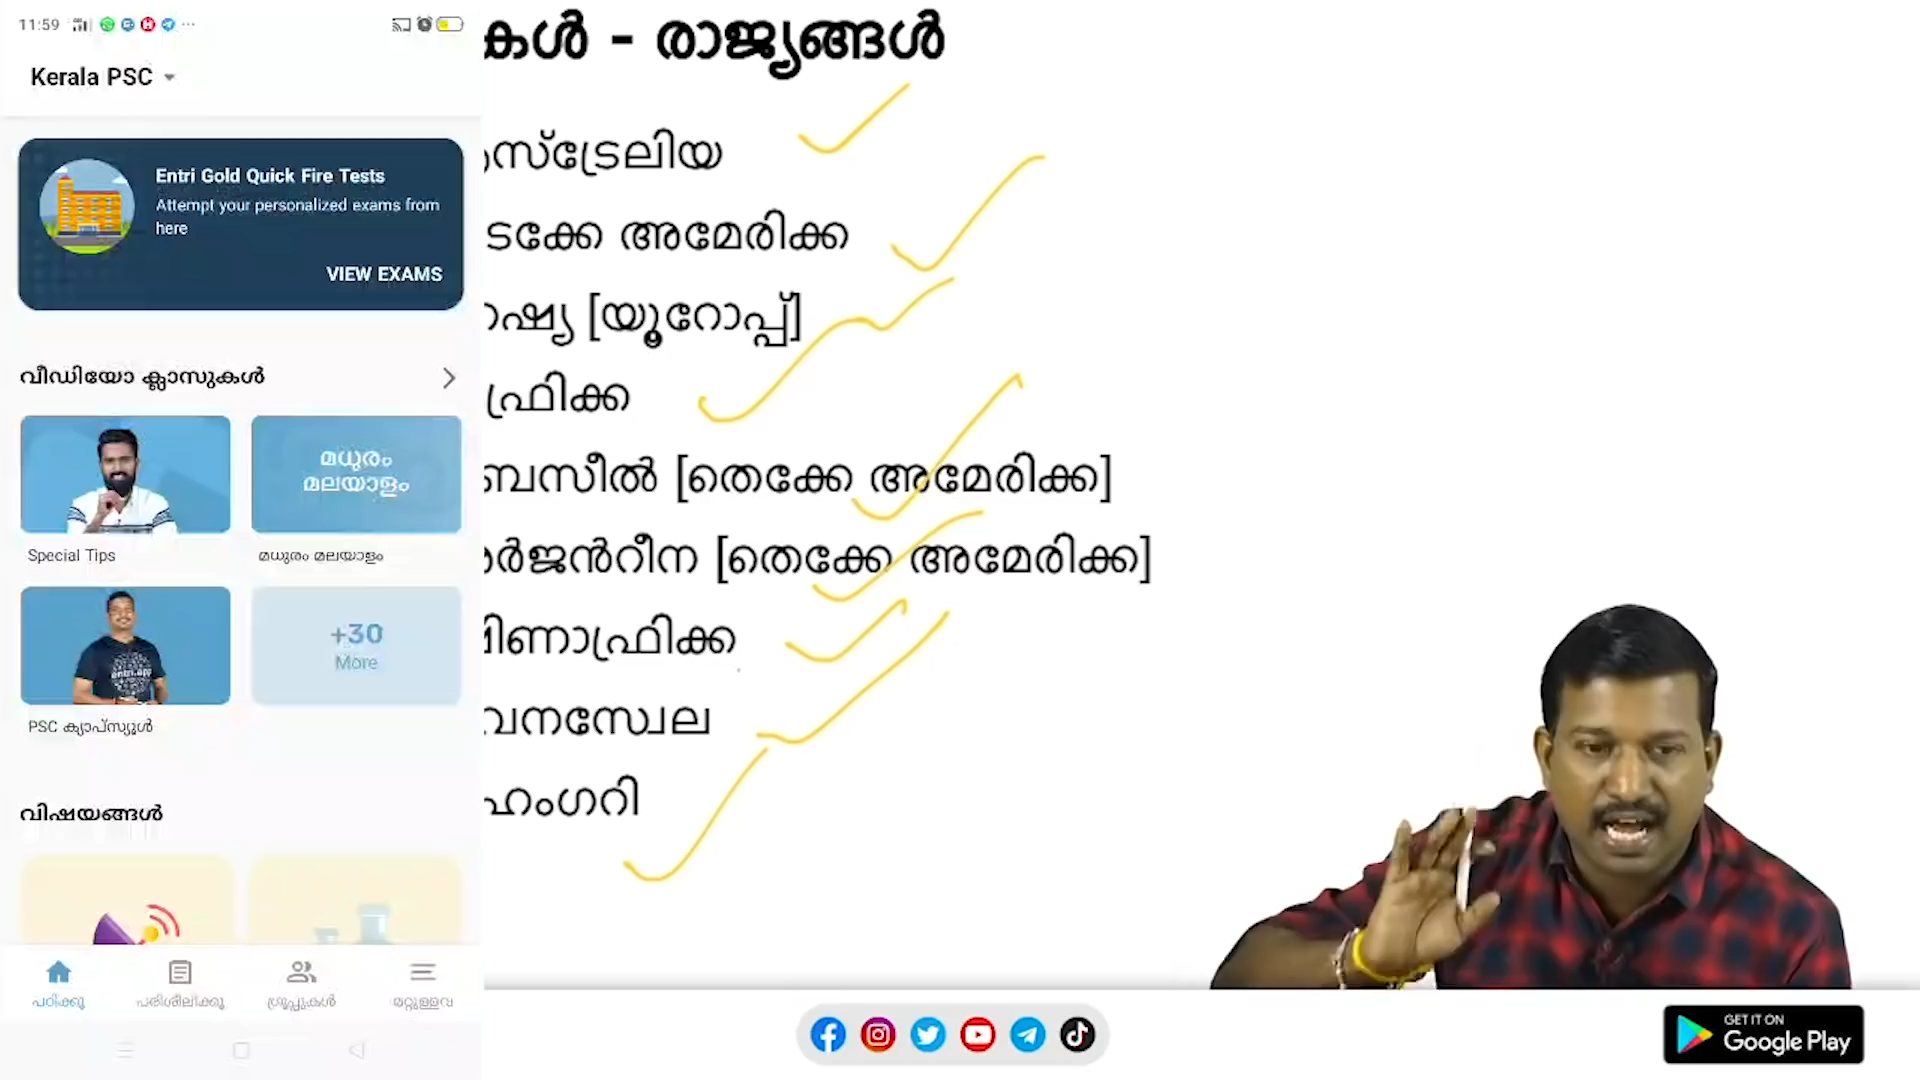 11:59
Kerala PSC
Entri Gold Quick Fire Tests
Attempt your personalized exams from
here
VIEW EXAMS
വീഡിയോ ക്ലാസുകൾ
മധുരം
മലയാളം
Special Tips
മധുരം മലയാളം
entri.app
+30
More
PSC ക്യാപ്സ്യൂൾ
വിഷയങ്ങൾ
പഠിക്കൂ
പരിശീലിക്കൂ
ഗ്രൂപ്പുകൾ
മറ്റുള്ളവ
കൾ - രാജ്യങ്ങൾ
സ്ട്രേലിയ
ടക്കേ അമേരിക്ക
ഷ്യ [യൂറോപ്പ്]
ഫ്രിക്ക
ബസീൽ [തെക്കേ അമേരിക്ക]
ർജൻറീന [തെക്കേ അമേരിക്ക]
ിണാഫ്രിക്ക
വനസ്വേല
ഹംഗറി
GET IT ON
Google Play